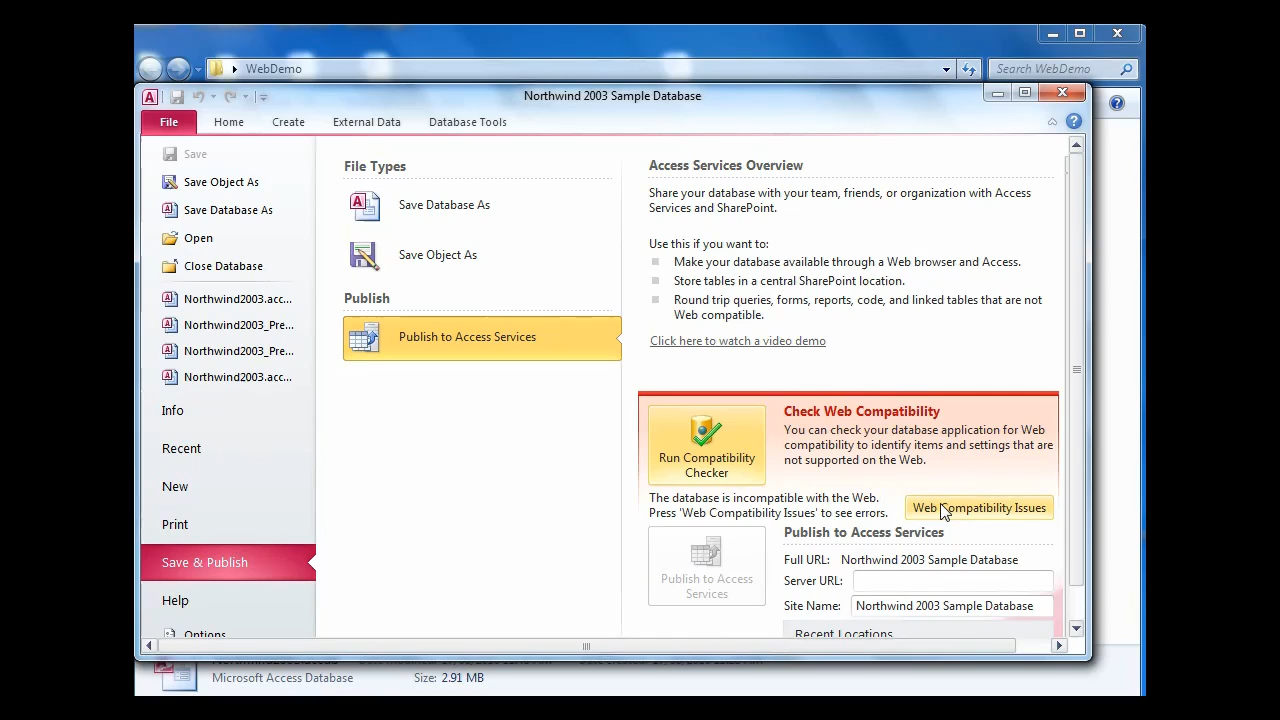 WebDemo
Search WebDemo
Northwind 2003 Sample Database
File
Home
Create
External Data
Database Tools
Save
Save Object As
Save Database As
Open
Close Database
Northwind2003.acc...
Northwind2003_Pre...
Northwind2003_Pre...
Northwind2003.acc...
Info
Recent
New
Print
Save & Publish
Help
Options
File Types
Save Database As
Save Object As
Publish
Publish to Access Services
Access Services Overview
Share your database with your team, friends, or organization with Access
Services and SharePoint.
Use this if you want to:
Make your database available through a Web browser and Access.
Store tables in a central SharePoint location.
Round trip queries, forms, reports, code, and linked tables that are not
Web compatible.
Click here to watch a video demo
Run Compatibility
Checker
Check Web Compatibility
You can check your database application for Web
compatibility to identify items and settings that are
not supported on the Web.
The database is incompatible with the Web.
Press 'Web Compatibility Issues' to see errors.
Web Compatibility Issues
Publish to Access
Services
Publish to Access Services
Full URL: Northwind 2003 Sample Database
Server URL:
Site Name: Northwind 2003 Sample Database
Recent Locations
Microsoft Access Database
Size: 2.91 MB